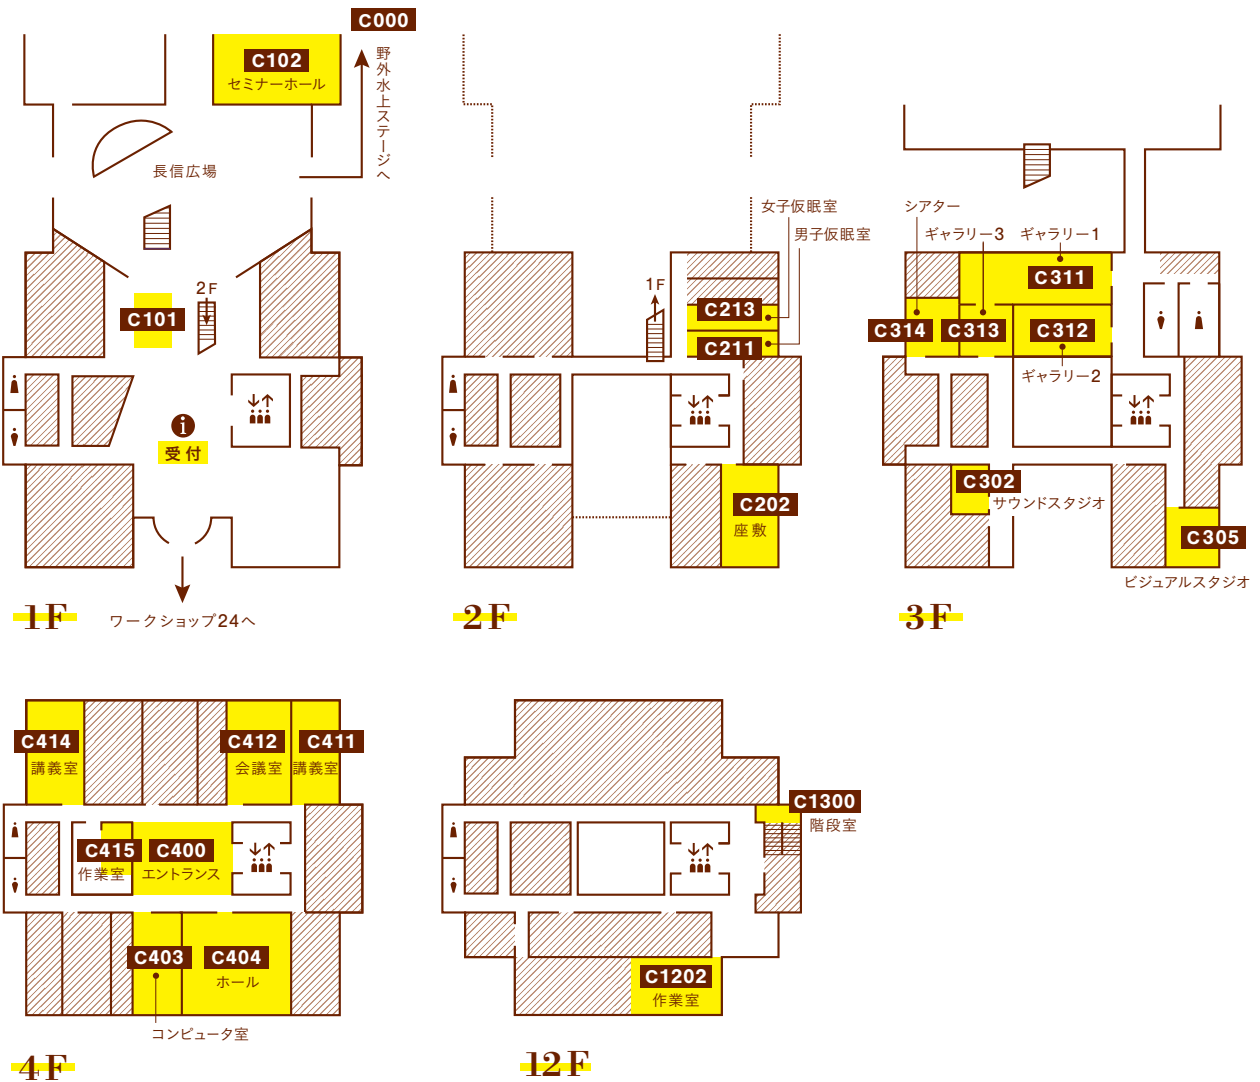 C000
野外水上ステージへ
C102
セミナーホール
長信広場
2F
C101
i
受付
1F
ワークショップ24へ
女子仮眠室
男子仮眠室
1F
C213
C211
C202
座敷
2F
シアター
ギャラリー3
ギャラリー1
C311
C314
C313
C312
ギャラリー2
C302
サウンドスタジオ
C305
ビジュアルスタジオ
3F
C414
講義室
C412
会議室
C411
講義室
C415
作業室
C400
エントランス
C403
C404
ホール
コンピュータ室
4F
C1300
階段室
C1202
作業室
12F